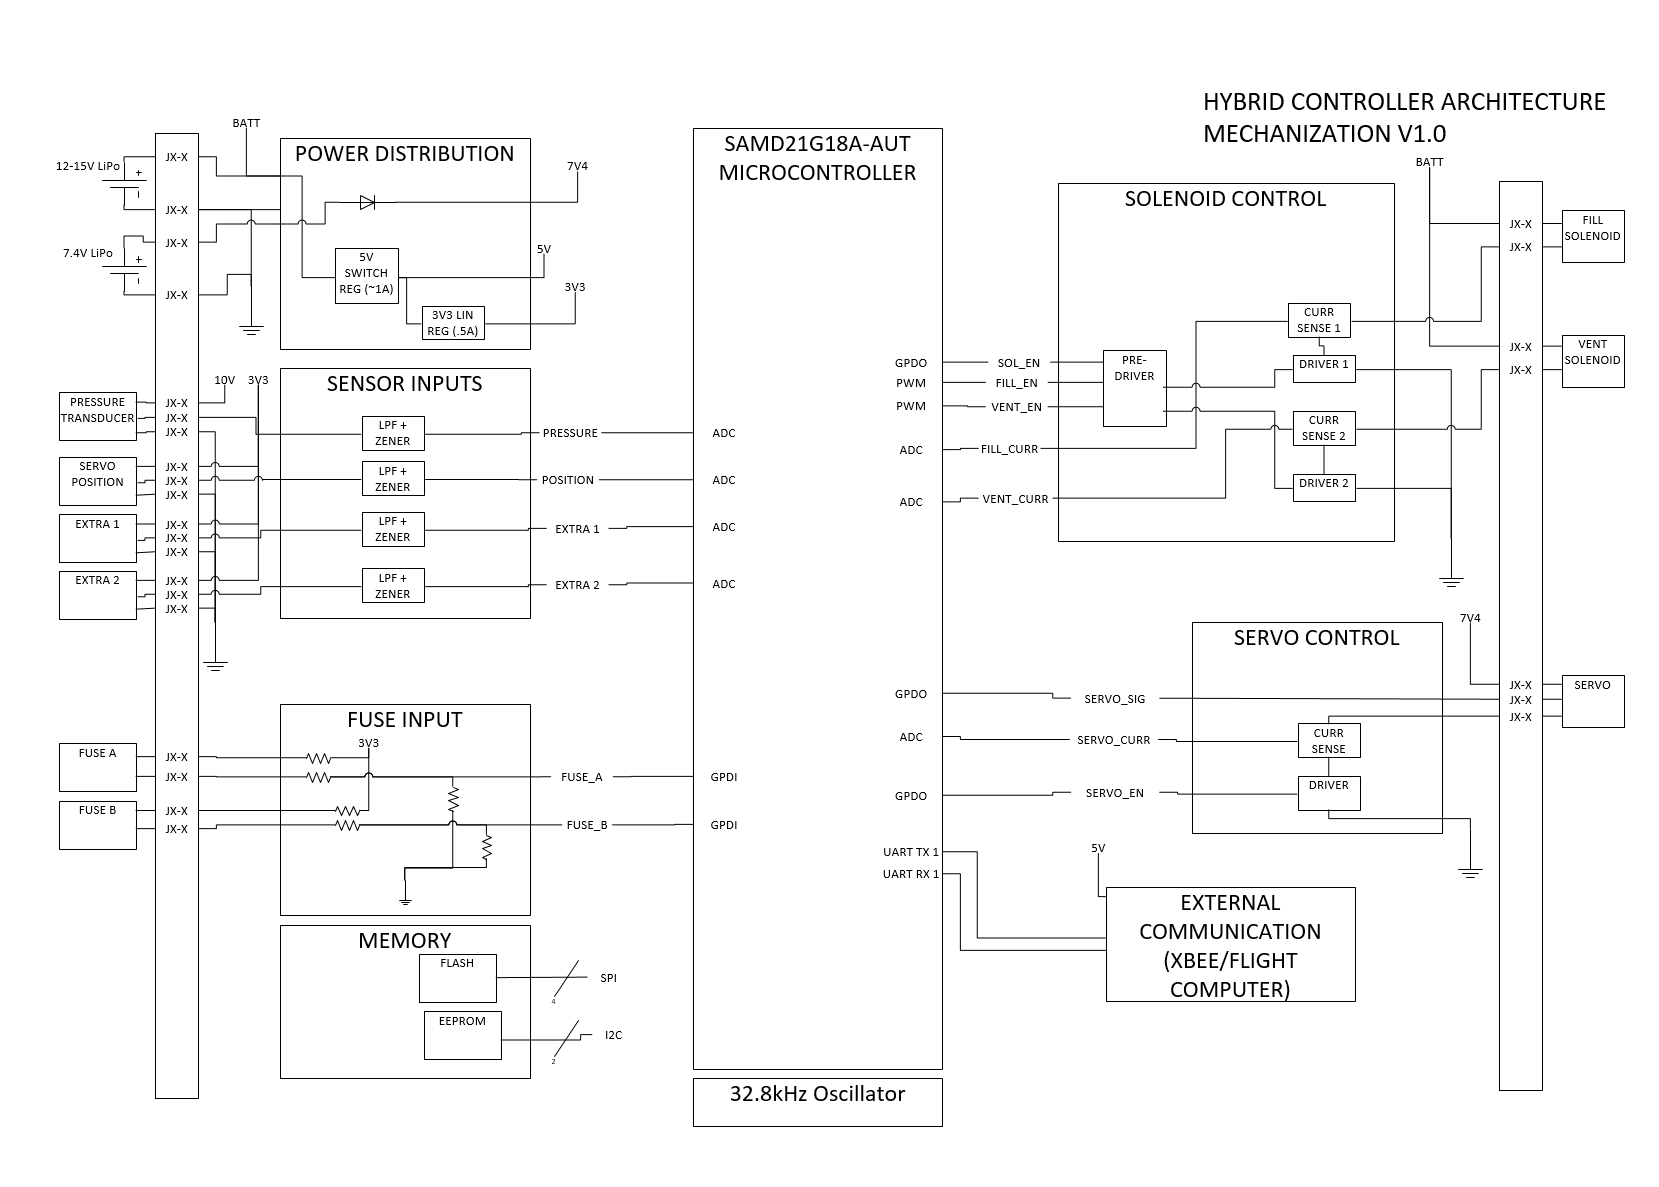 HYBRID CONTROLLER ARCHITECTURE
MECHANIZATION V1.0
BATT
12-15V LiPo
+
-
7.4V LiPo
+
-
JX-X
JX-X
JX-X
JX-X
POWER DISTRIBUTION
7V4
5V
SWITCH
REG (~1A)
5V
3V3 LIN
REG (.5A)
3V3
10V
3V3
PRESSURE
TRANSDUCER
JX-X
JX-X
JX-X
SERVO
POSITION
JX-X
JX-X
JX-X
EXTRA 1
JX-X
JX-X
JX-X
EXTRA 2
JX-X
JX-X
JX-X
SENSOR INPUTS
LPF +
ZENER
PRESSURE
LPF +
ZENER
POSITION
LPF +
ZENER
EXTRA 1
LPF +
ZENER
EXTRA 2
FUSE A
JX-X
JX-X
FUSE B
JX-X
JX-X
FUSE INPUT
3V3
FUSE_A
FUSE_B
MEMORY
FLASH
4
SPI
EEPROM
2
I2C
SAMD21G18A-AUT
MICROCONTROLLER
ADC
ADC
ADC
ADC
GPDI
GPDI
GPDO
PWM
PWM
ADC
ADC
GPDO
ADC
GPDO
UART TX 1
UART RX 1
32.8kHz Oscillator
SOL_EN
FILL_EN
VENT_EN
FILL_CURR
VENT_CURR
SOLENOID CONTROL
PRE-
DRIVER
CURR
SENSE 1
DRIVER 1
CURR
SENSE 2
DRIVER 2
BATT
JX-X
JX-X
FILL
SOLENOID
JX-X
JX-X
VENT
SOLENOID
SERVO_SIG
SERVO_CURR
SERVO_EN
SERVO CONTROL
CURR
SENSE
DRIVER
7V4
JX-X
JX-X
JX-X
SERVO
5V
EXTERNAL
COMMUNICATION
(XBEE/FLIGHT
COMPUTER)